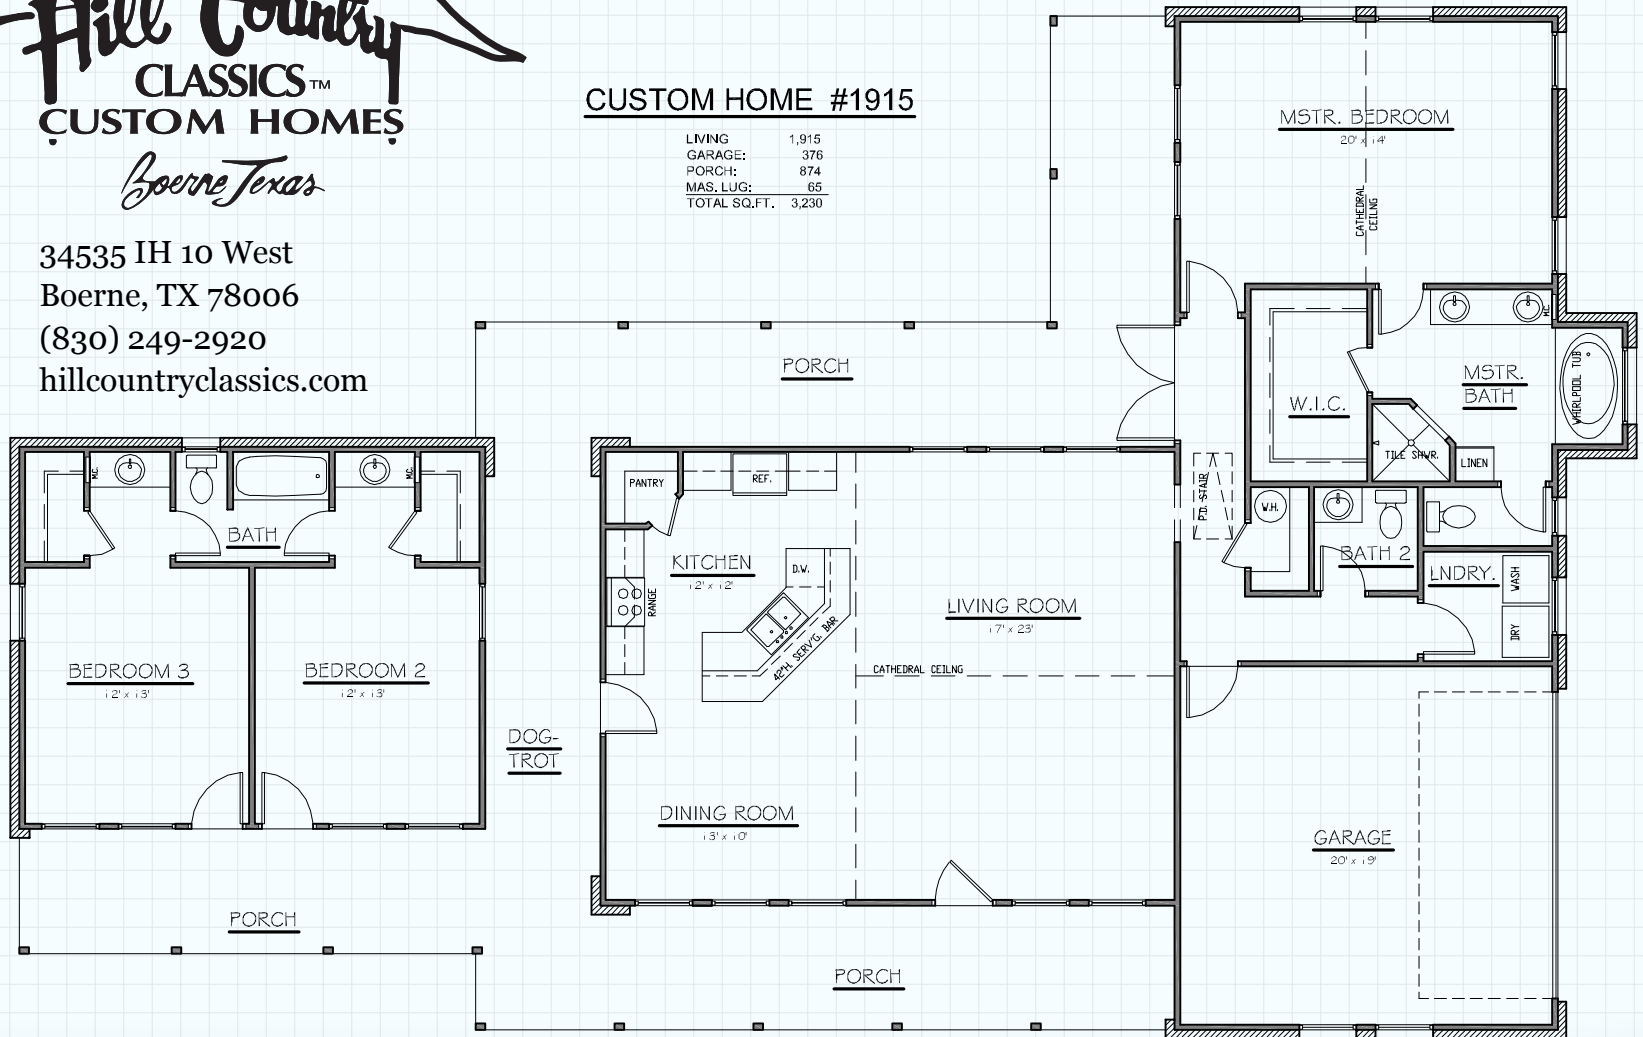 Hill Country
CLASSICS™
CUSTOM HOMES
Boerne Texas
34535 IH 10 West
Boerne, TX 78006
(830) 249-2920
hillcountryclassics.com
CUSTOM HOME #1915
LIVING 1,915
GARAGE: 376
PORCH: 874
MAS. LUG: 65
TOTAL SQ.FT. 3,230
MSTR. BEDROOM
20' x 14'
CATHEDRAL
CEILNG
PORCH
W.I.C.
MSTR.
BATH
WHIRLPOOL TUB
M.C.
TILE SHWR.
LINEN
P.D. STAIR
W.H.
BATH 2
LNDRY.
WASH
DRY
M.C.
BATH
M.C.
BEDROOM 3
12' x 13'
BEDROOM 2
12' x 13'
PORCH
DOG-
TROT
PANTRY
REF.
KITCHEN
12' x 12'
RANGE
D.W.
42"H. SERV'G. BAR
LIVING ROOM
17' x 23'
CATHEDRAL CEILNG
DINING ROOM
13' x 10'
PORCH
GARAGE
20' x 19'